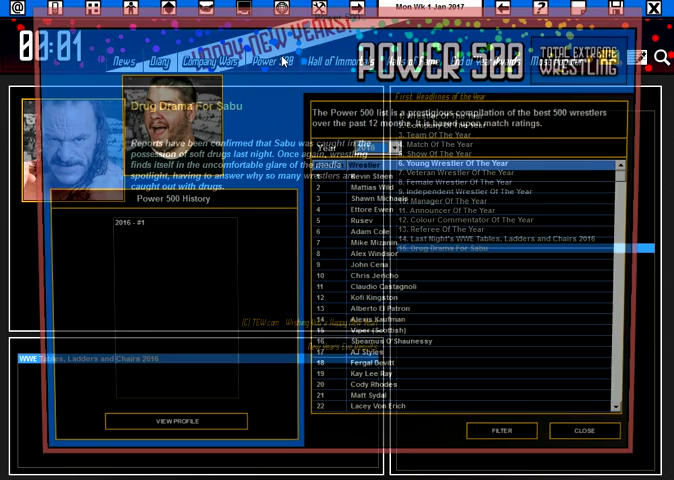 Mon Wk 1 Jan 2017
00:01
HAPPY NEW YEARS!
POWER 500
TOTAL EXTREME
WRESTLING
News
Diary
Company Wars
Power 500
Hall of Immortals
Halls of Fame
End of Year Awards
Most Popular
First Headlines of the Year
Drug Drama For Sabu
Reports have been confirmed that Sabu was caught in the
possession of soft drugs last night. Once again, wrestling
finds itself in the uncomfortable glare of the media
spotlight, having to answer why so many wrestlers are
caught out with drugs.
Power 500 History
2016 - #1
VIEW PROFILE
WWE Tables, Ladders and Chairs 2016
The Power 500 list is a prestigious compilation of the best 500 wrestlers
over the past 12 months. It is based on match ratings.
Year
2016
Wrestler
1 Kevin Steen
2 Mattias Wild
3 Shawn Michaels
4 Ettore Ewen
5 Rusev
6 Adam Cole
7 Mike Mizanin
8 Alex Windsor
9 John Cena
10 Chris Jericho
11 Claudio Castagnoli
12 Kofi Kingston
13 Alberto El Patron
14 Alexis Kaufman
15 Viper (Scottish)
16 Sheamus O'Shaunessy
17 AJ Styles
18 Fergal Devitt
19 Kay Lee Ray
20 Cody Rhodes
21 Matt Sydal
22 Lacey Von Erich
3. Team Of The Year
4. Match Of The Year
5. Show Of The Year
6. Young Wrestler Of The Year
7. Veteran Wrestler Of The Year
8. Female Wrestler Of The Year
9. Independent Wrestler Of The Year
10. Manager Of The Year
11. Announcer Of The Year
12. Colour Commentator Of The Year
13. Referee Of The Year
14. Last Night's WWE Tables, Ladders and Chairs 2016
15. Drug Drama For Sabu
(C) TEW.com - Wishing You a Happy New Year!
New Years Eve Results
FILTER
CLOSE